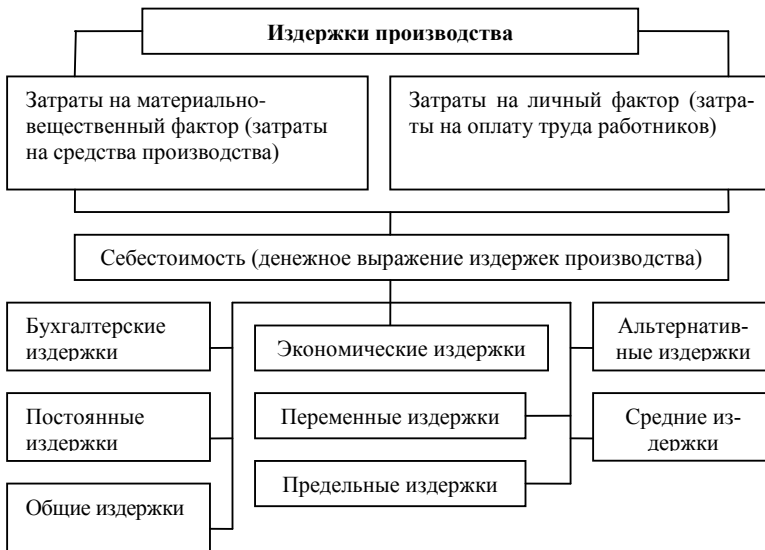 Издержки производства
Затраты на материально-
вещественный фактор (затраты
на средства производства)
Затраты на личный фактор (затра-
ты на оплату труда работников)
Себестоимость (денежное выражение издержек производства)
Бухгалтерские
издержки
Экономические издержки
Альтернатив-
ные издержки
Постоянные
издержки
Переменные издержки
Средние из-
держки
Общие издержки
Предельные издержки